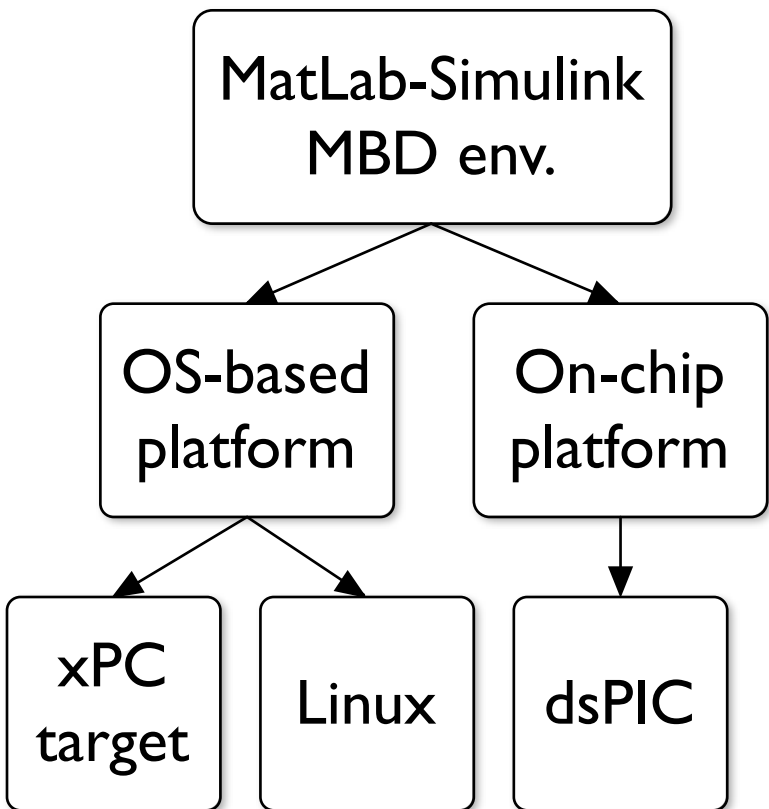 MatLab-Simulink
MBD env.
OS-based
platform
On-chip
platform
xPC
target
Linux
dsPIC